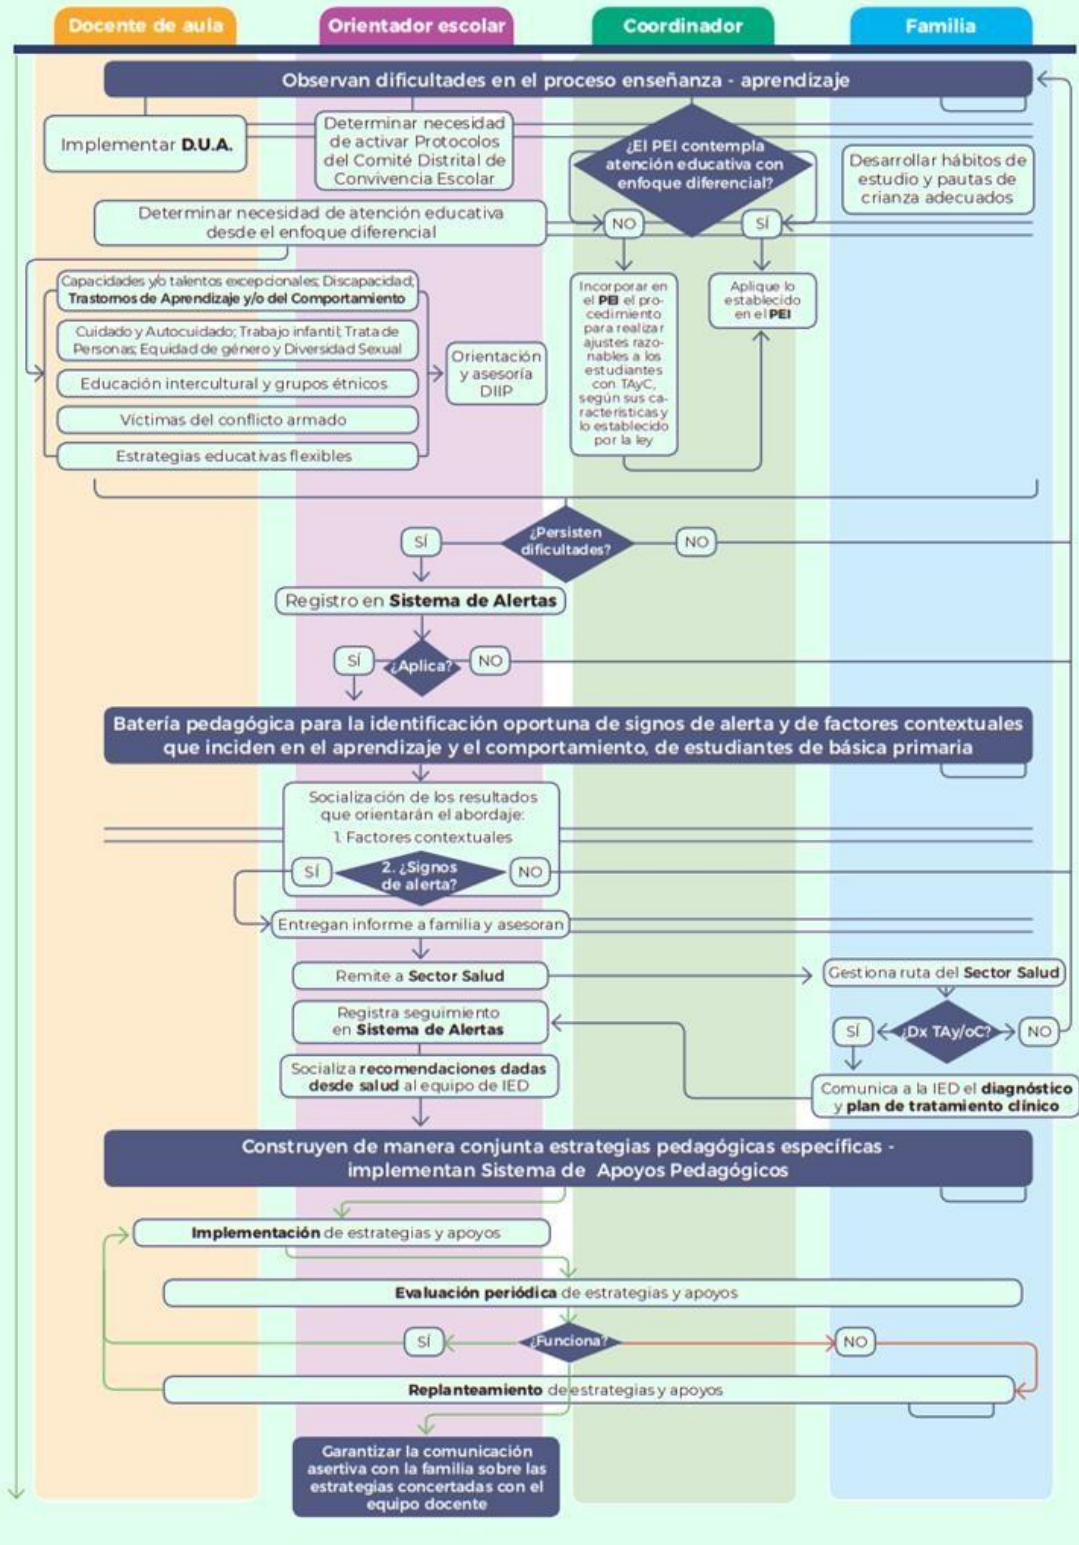 Docente de aula
Orientador escolar
Coordinador
Familia
Observan dificultades en el proceso enseñanza - aprendizaje
Implementar D.U.A.
Determinar necesidad
de activar Protocolos
del Comité Distrital de
Convivencia Escolar
¿El PEI contempla
atención educativa con
enfoque diferencial?
Desarrollar hábitos de
estudio y pautas de
crianza adecuados
Determinar necesidad de atención educativa
desde el enfoque diferencial
NO
SÍ
Capacidades y/o talentos excepcionales; Discapacidad;
Trastornos de Aprendizaje y/o del Comportamiento
Cuidado y Autocuidado; Trabajo infantil; Trata de
Personas; Equidad de género y Diversidad Sexual
Educación intercultural y grupos étnicos
Víctimas del conflicto armado
Estrategias educativas flexibles
Orientación
y asesoría
DIIP
Incorporar en
el PEI el pro-
cedimiento
para realizar
ajustes razo-
nables a los
estudiantes
con TAyC,
según sus ca-
racterísticas y
lo establecido
por la ley
Aplique lo
establecido
en el PEI
¿Persisten
dificultades?
SÍ
NO
Registro en Sistema de Alertas
SÍ
¿Aplica?
NO
Batería pedagógica para la identificación oportuna de signos de alerta y de factores contextuales
que inciden en el aprendizaje y el comportamiento, de estudiantes de básica primaria
Socialización de los resultados
que orientarán el abordaje:
1. Factores contextuales
SÍ
2. ¿Signos
de alerta?
NO
Entregan informe a familia y asesoran
Remite a Sector Salud
Gestiona ruta del Sector Salud
Registra seguimiento
en Sistema de Alertas
SÍ
¿Dx TAy/oC?
NO
Socializa recomendaciones dadas
desde salud al equipo de IED
Comunica a la IED el diagnóstico
y plan de tratamiento clínico
Construyen de manera conjunta estrategias pedagógicas específicas -
implementan Sistema de Apoyos Pedagógicos
Implementación de estrategias y apoyos
Evaluación periódica de estrategias y apoyos
SÍ
¿Funciona?
NO
Replanteamiento de estrategias y apoyos
Garantizar la comunicación
asertiva con la familia sobre las
estrategias concertadas con el
equipo docente